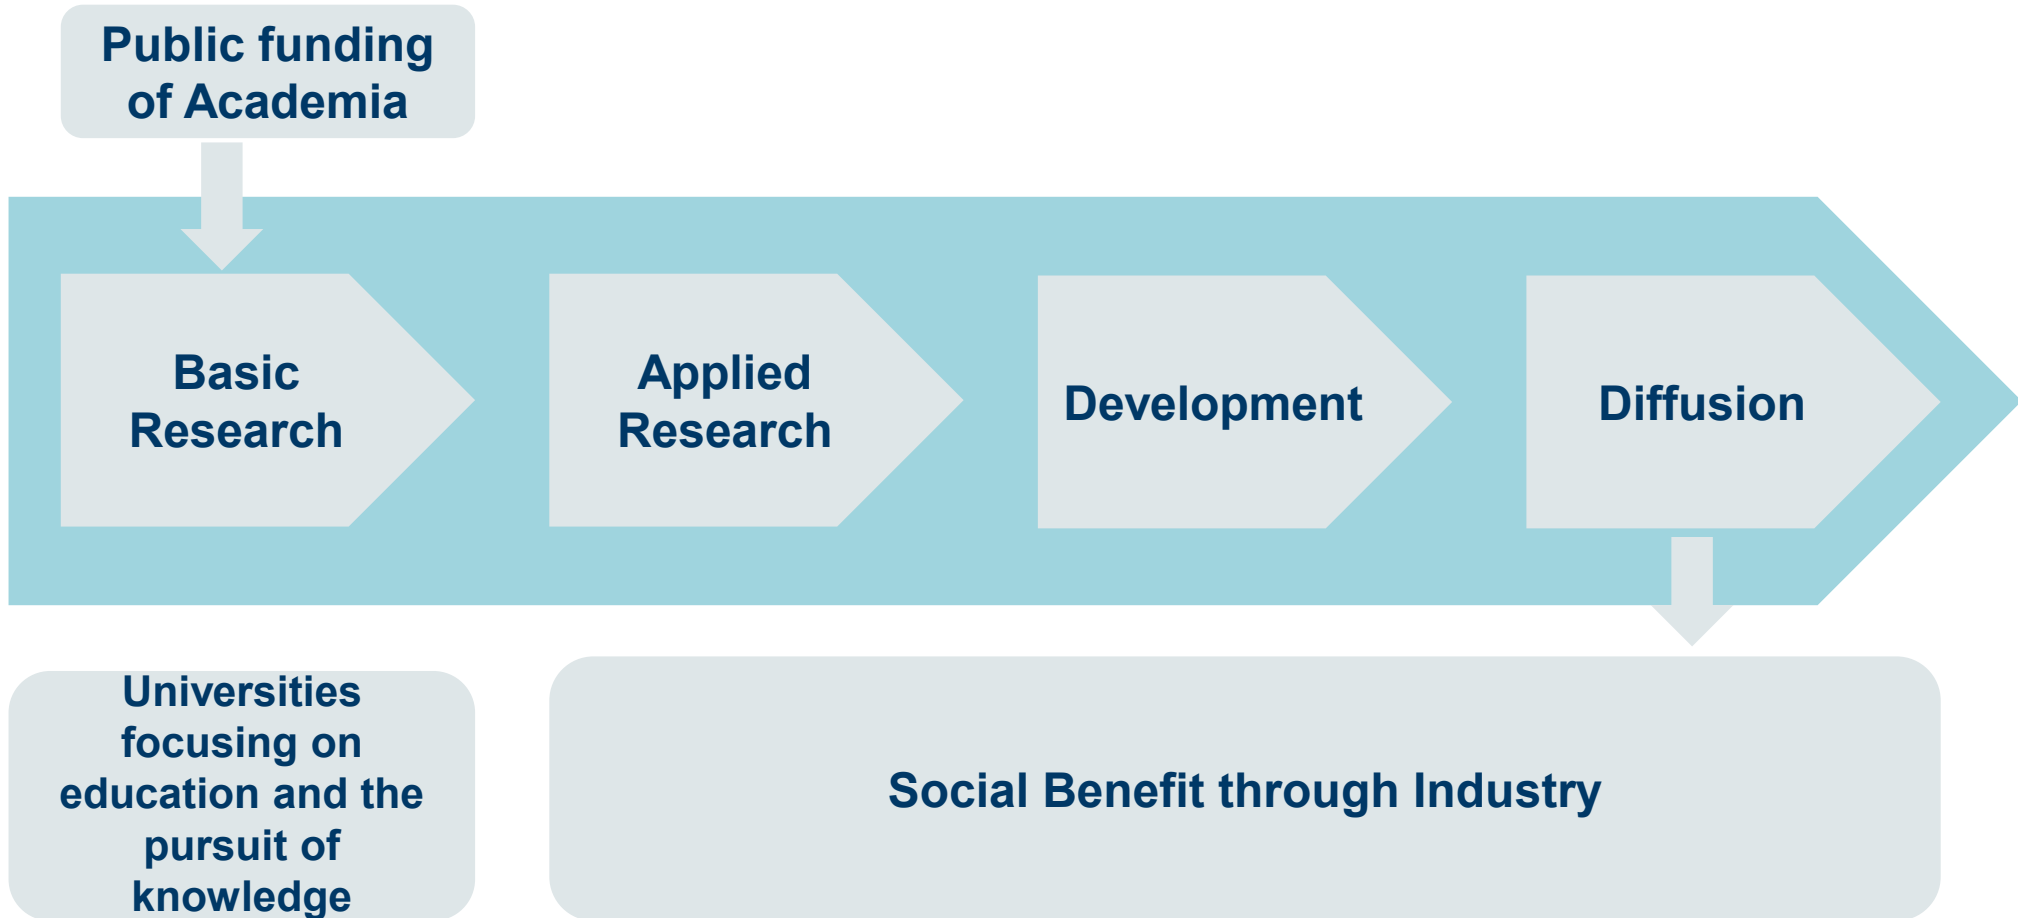 Public funding
of Academia
Basic
Research
Applied
Research
Development
Diffusion
Universities
focusing on
education and the
pursuit of
knowledge
Social Benefit through Industry